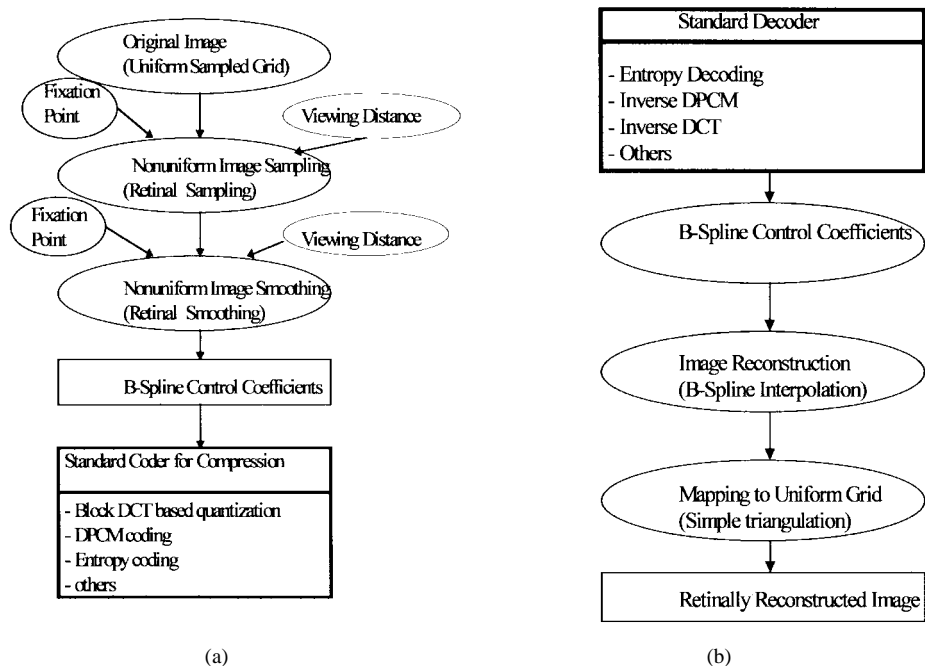 Original Image
(Uniform Sampled Grid)
Fixation
Point
Viewing Distance
Nonuniform Image Sampling
(Retinal Sampling)
Fixation
Point
Viewing Distance
Nonuniform Image Smoothing
(Retinal Smoothing)
B-Spline Control Coefficients
Standard Coder for Compression
- Block DCT based quantization
- DPCM coding
- Entropy coding
- others
(a)
Standard Decoder
- Entropy Decoding
- Inverse DPCM
- Inverse DCT
- Others
B-Spline Control Coefficients
Image Reconstruction
(B-Spline Interpolation)
Mapping to Uniform Grid
(Simple triangulation)
Retinally Reconstructed Image
(b)